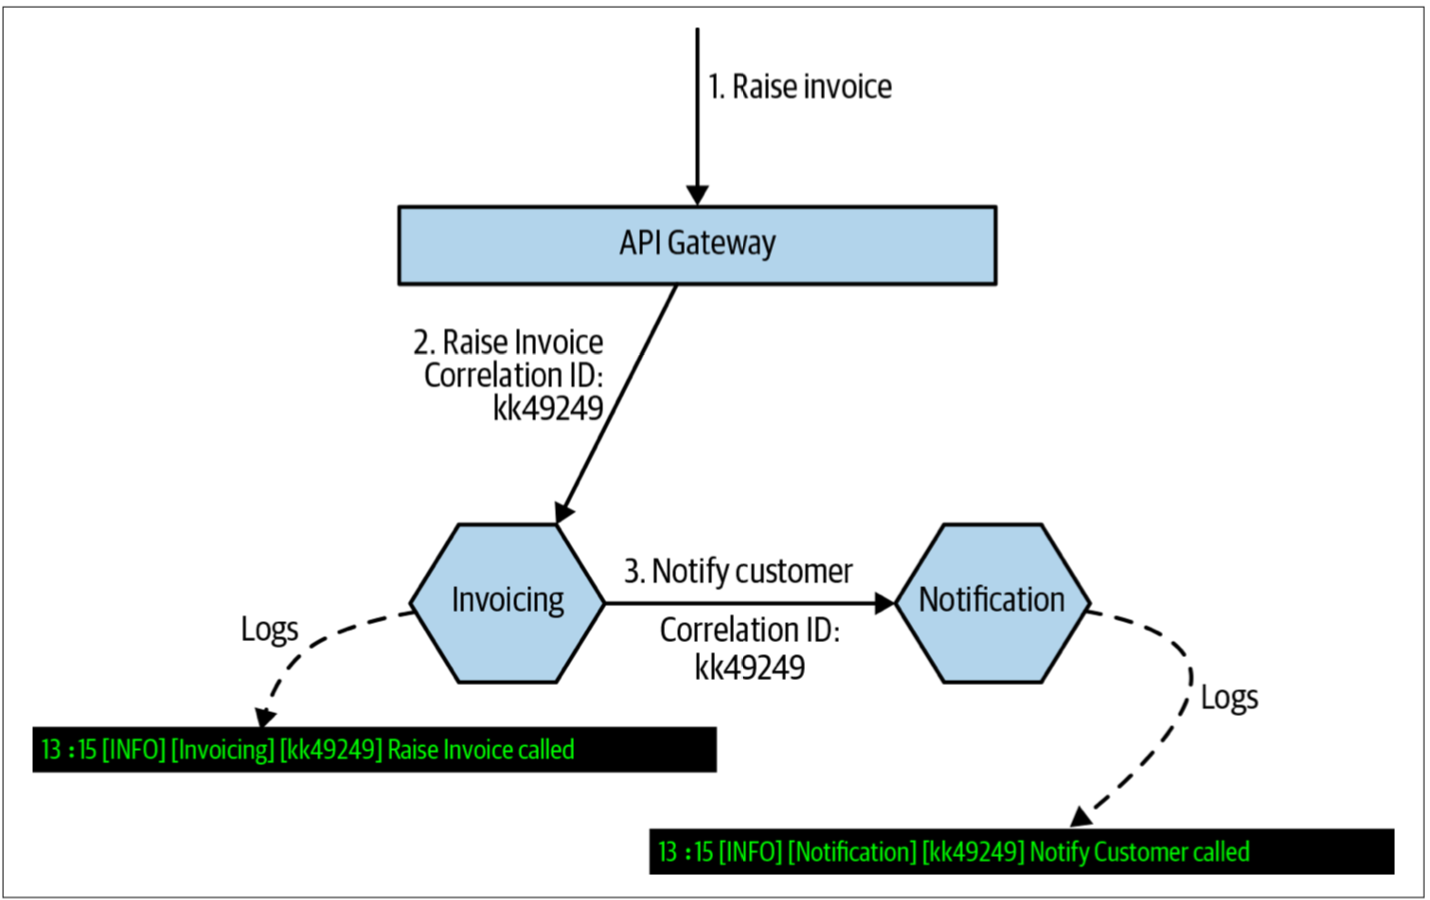 1. Raise invoice
API Gateway
2. Raise Invoice
Correlation ID:
kk49249
Invoicing
3. Notify customer
Correlation ID:
kk49249
Notification
Logs
Logs
13 :15 [INFO] [Invoicing] [kk49249] Raise Invoice called
13 :15 [INFO] [Notification] [kk49249] Notify Customer called